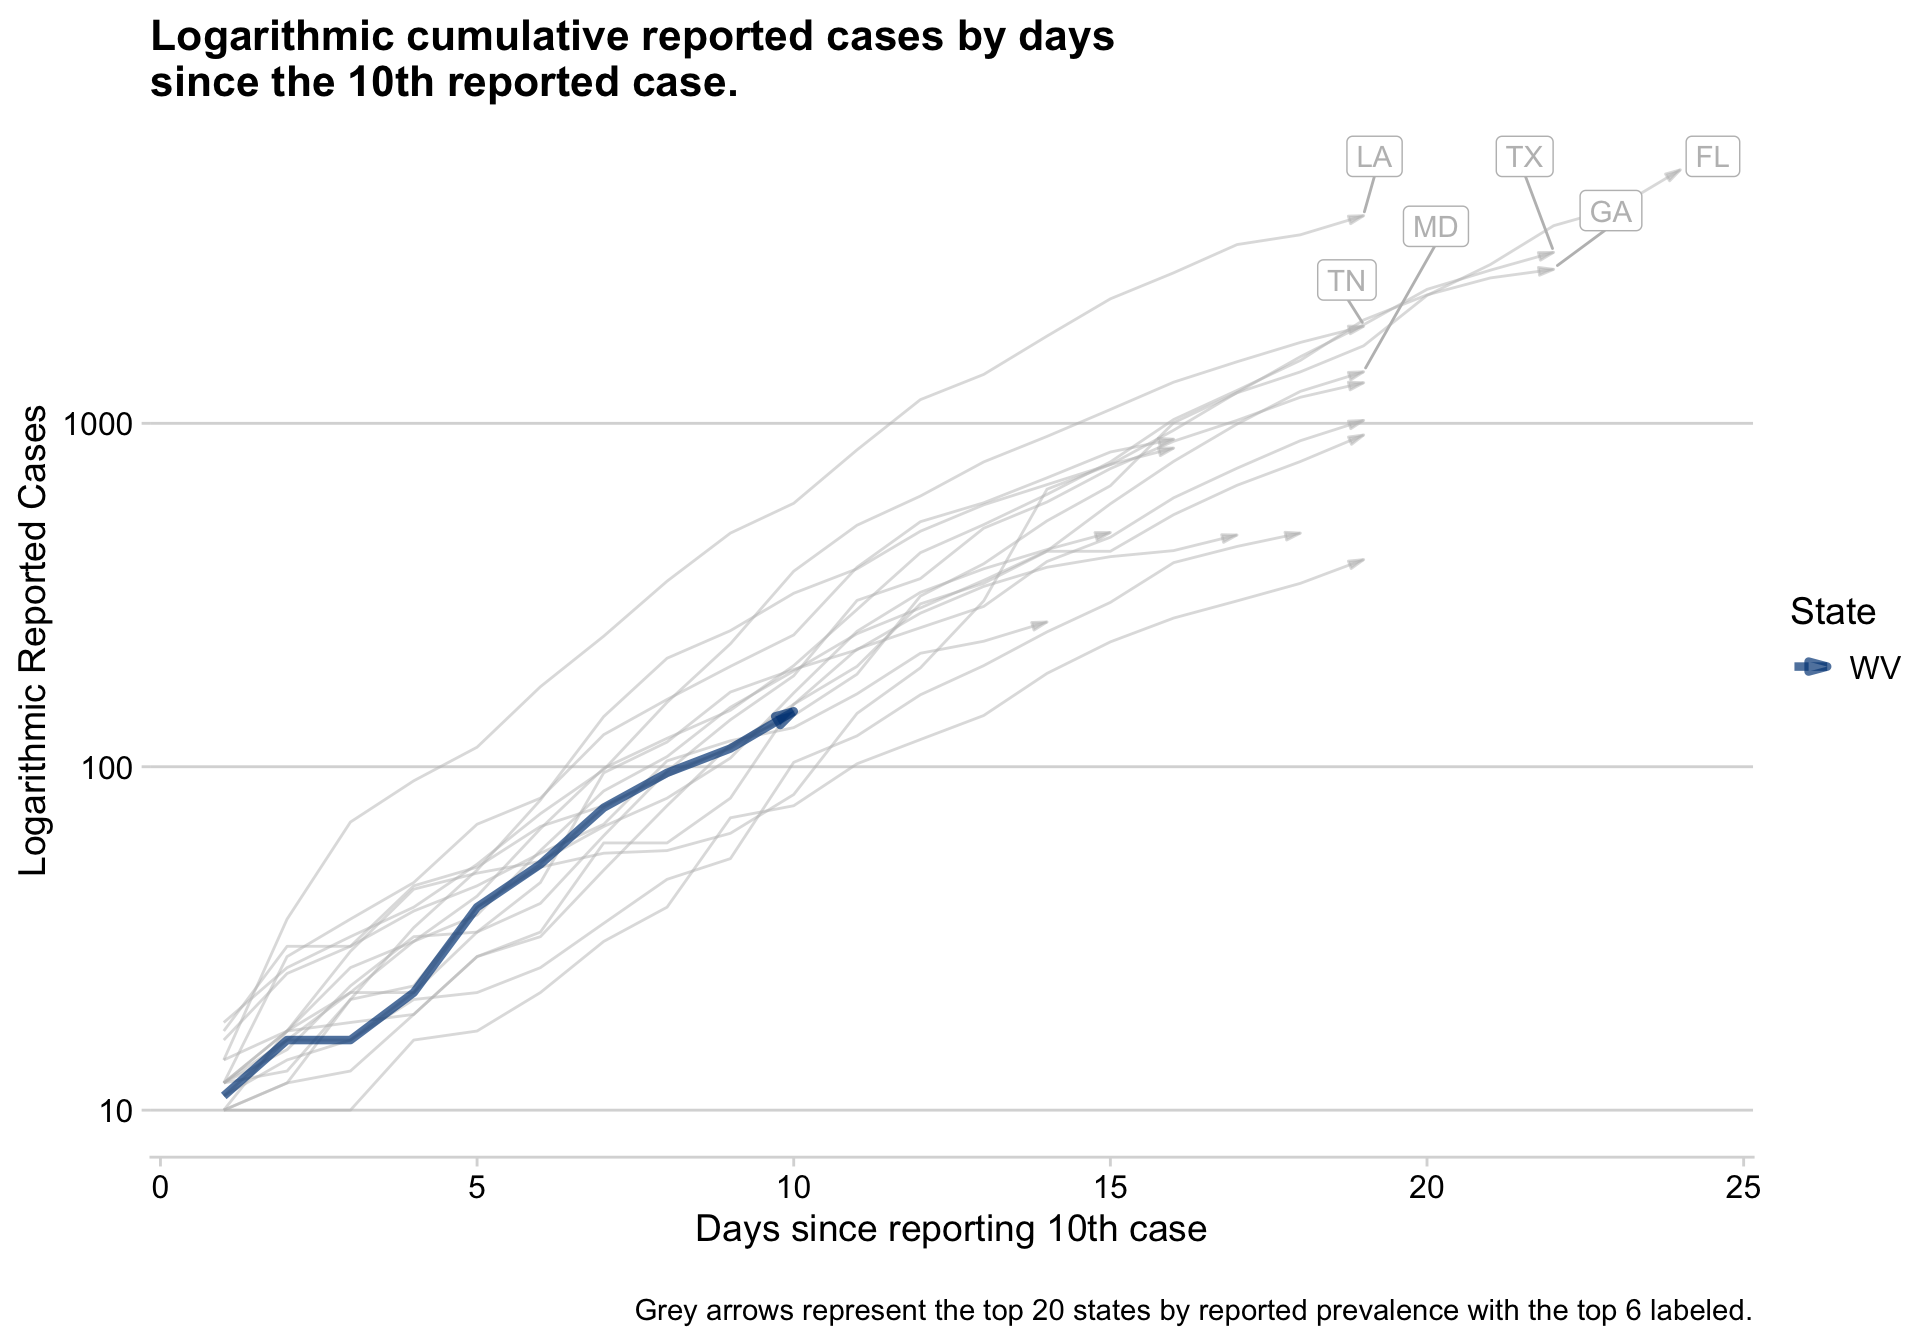 Logarithmic cumulative reported cases by days
since the 10th reported case.
LA
TX
FL
GA
MD
TN
Logarithmic Reported Cases
1000
100
10
State
WV
0 5 10 15 20 25
Days since reporting 10th case
Grey arrows represent the top 20 states by reported prevalence with the top 6 labeled.